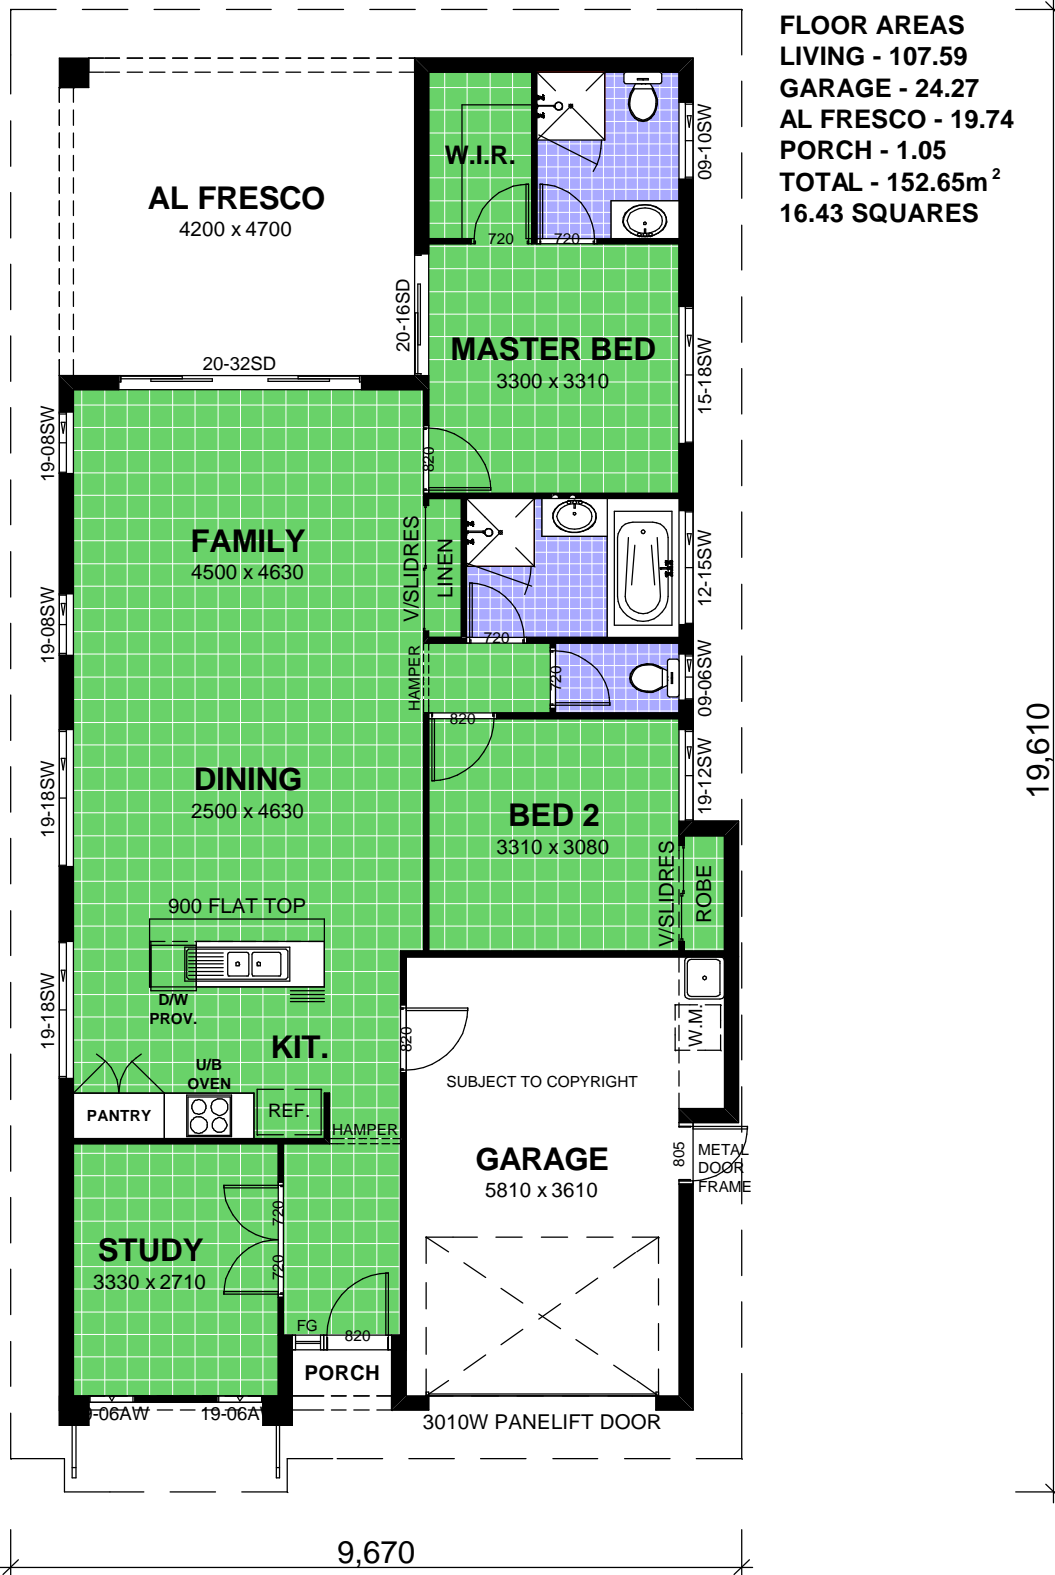 FLOOR AREAS
LIVING - 107.59
GARAGE - 24.27
AL FRESCO - 19.74
PORCH - 1.05
TOTAL - 152.65m²
16.43 SQUARES
W.I.R.
09-10SW
AL FRESCO
4200 x 4700
720
720
20-16SD
20-32SD
MASTER BED
3300 x 3310
15-18SW
19-08SW
820
FAMILY
4500 x 4630
V/SLIDRES
LINEN
12-15SW
19-08SW
720
HAMPER
720
09-06SW
820
DINING
2500 x 4630
19-18SW
BED 2
3310 x 3080
19-12SW
V/SLIDRES
ROBE
19,610
900 FLAT TOP
D/W
PROV.
19-18SW
KIT.
820
W.M.
U/B
OVEN
SUBJECT TO COPYRIGHT
PANTRY
REF.
HAMPER
GARAGE
5810 x 3610
805
METAL
DOOR
FRAME
720
STUDY
3330 x 2710
720
FG
820
PORCH
9-06AW
19-06A
3010W PANELIFT DOOR
9,670